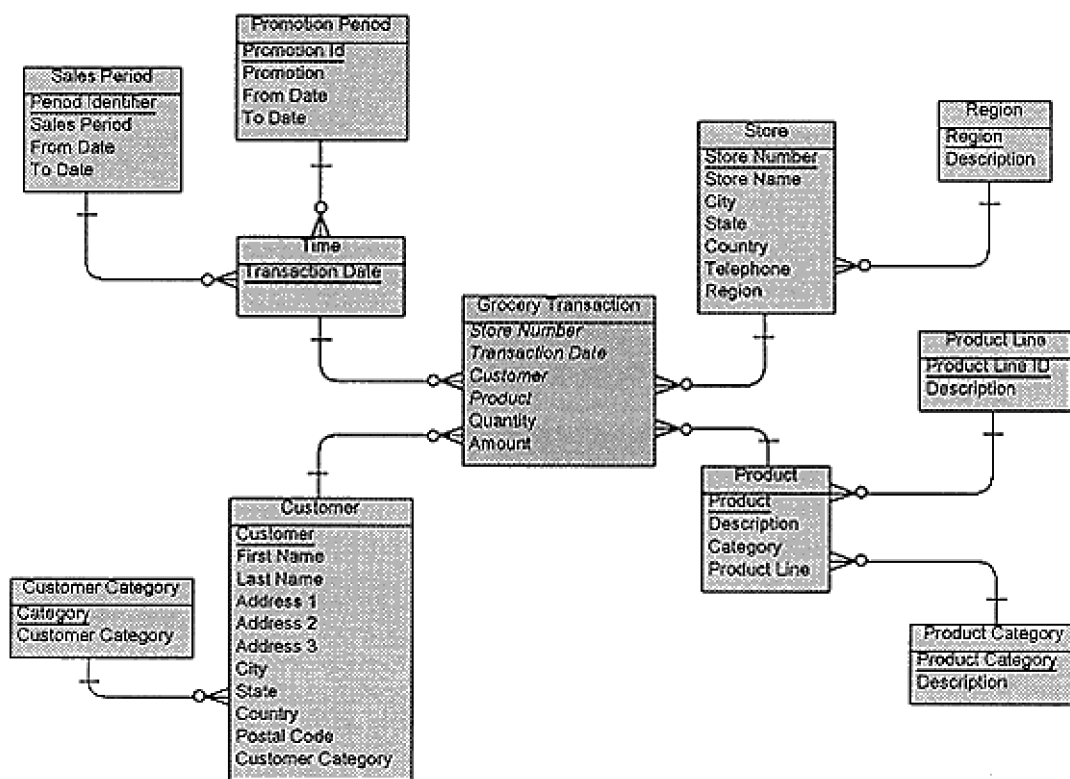 Promotion Period
Promotion Id
Promotion
From Date
To Date
Sales Period
Period Identifier
Sales Period
From Date
To Date
Time
Transaction Date
Store
Store Number
Store Name
City
State
Country
Telephone
Region
Region
Region
Description
Grocery Transaction
Store Number
Transaction Date
Customer
Product
Quantity
Amount
Product Line
Product Line ID
Description
Product
Product
Description
Category
Product Line
Customer
Customer
First Name
Last Name
Address 1
Address 2
Address 3
City
State
Country
Postal Code
Customer Category
Customer Category
Category
Customer Category
Product Category
Product Category
Description